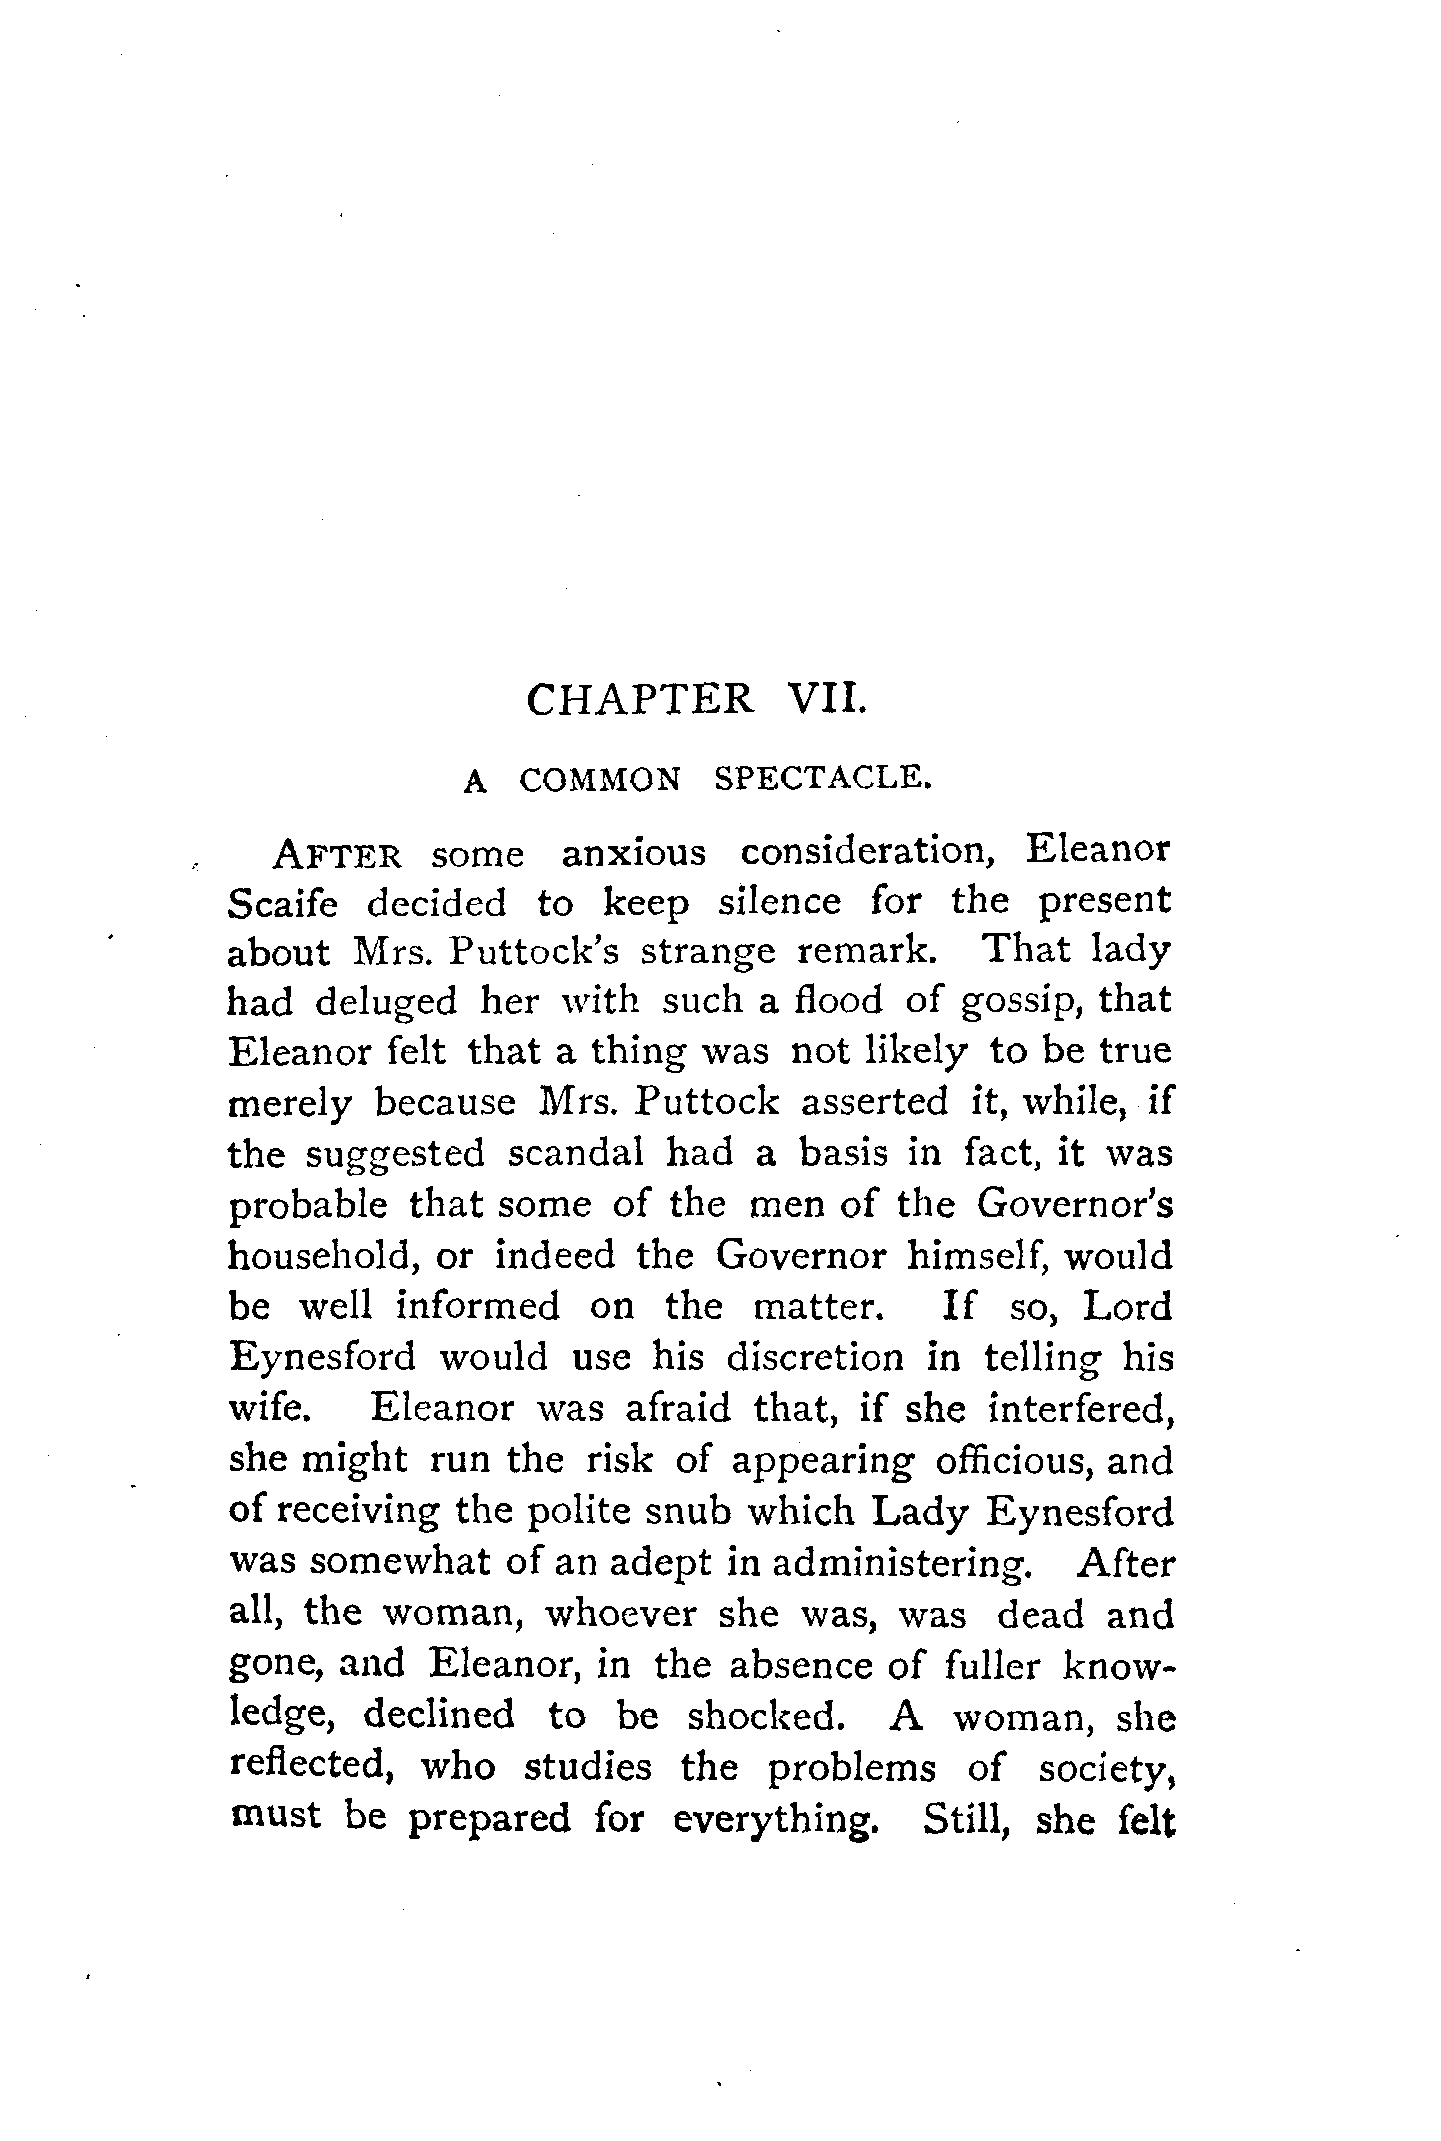 CHAPTER VII.
A COMMON SPECTACLE.
AFTER some anxious consideration, Eleanor
Scaife decided to keep silence for the present
about Mrs. Puttock's strange remark. That lady
had deluged her with such a flood of gossip, that
Eleanor felt that a thing was not likely to be true
merely because Mrs. Puttock asserted it, while, if
the suggested scandal had a basis in fact, it was
probable that some of the men of the Governor's
household, or indeed the Governor himself, would
be well informed on the matter. If so, Lord
Eynesford would use his discretion in telling his
wife. Eleanor was afraid that, if she interfered,
she might run the risk of appearing officious, and
of receiving the polite snub which Lady Eynesford
was somewhat of an adept in administering. After
all, the woman, whoever she was, was dead and
gone, and Eleanor, in the absence of fuller know-
ledge, declined to be shocked. A woman, she
reflected, who studies the problems of society,
must be prepared for everything. Still, she felt